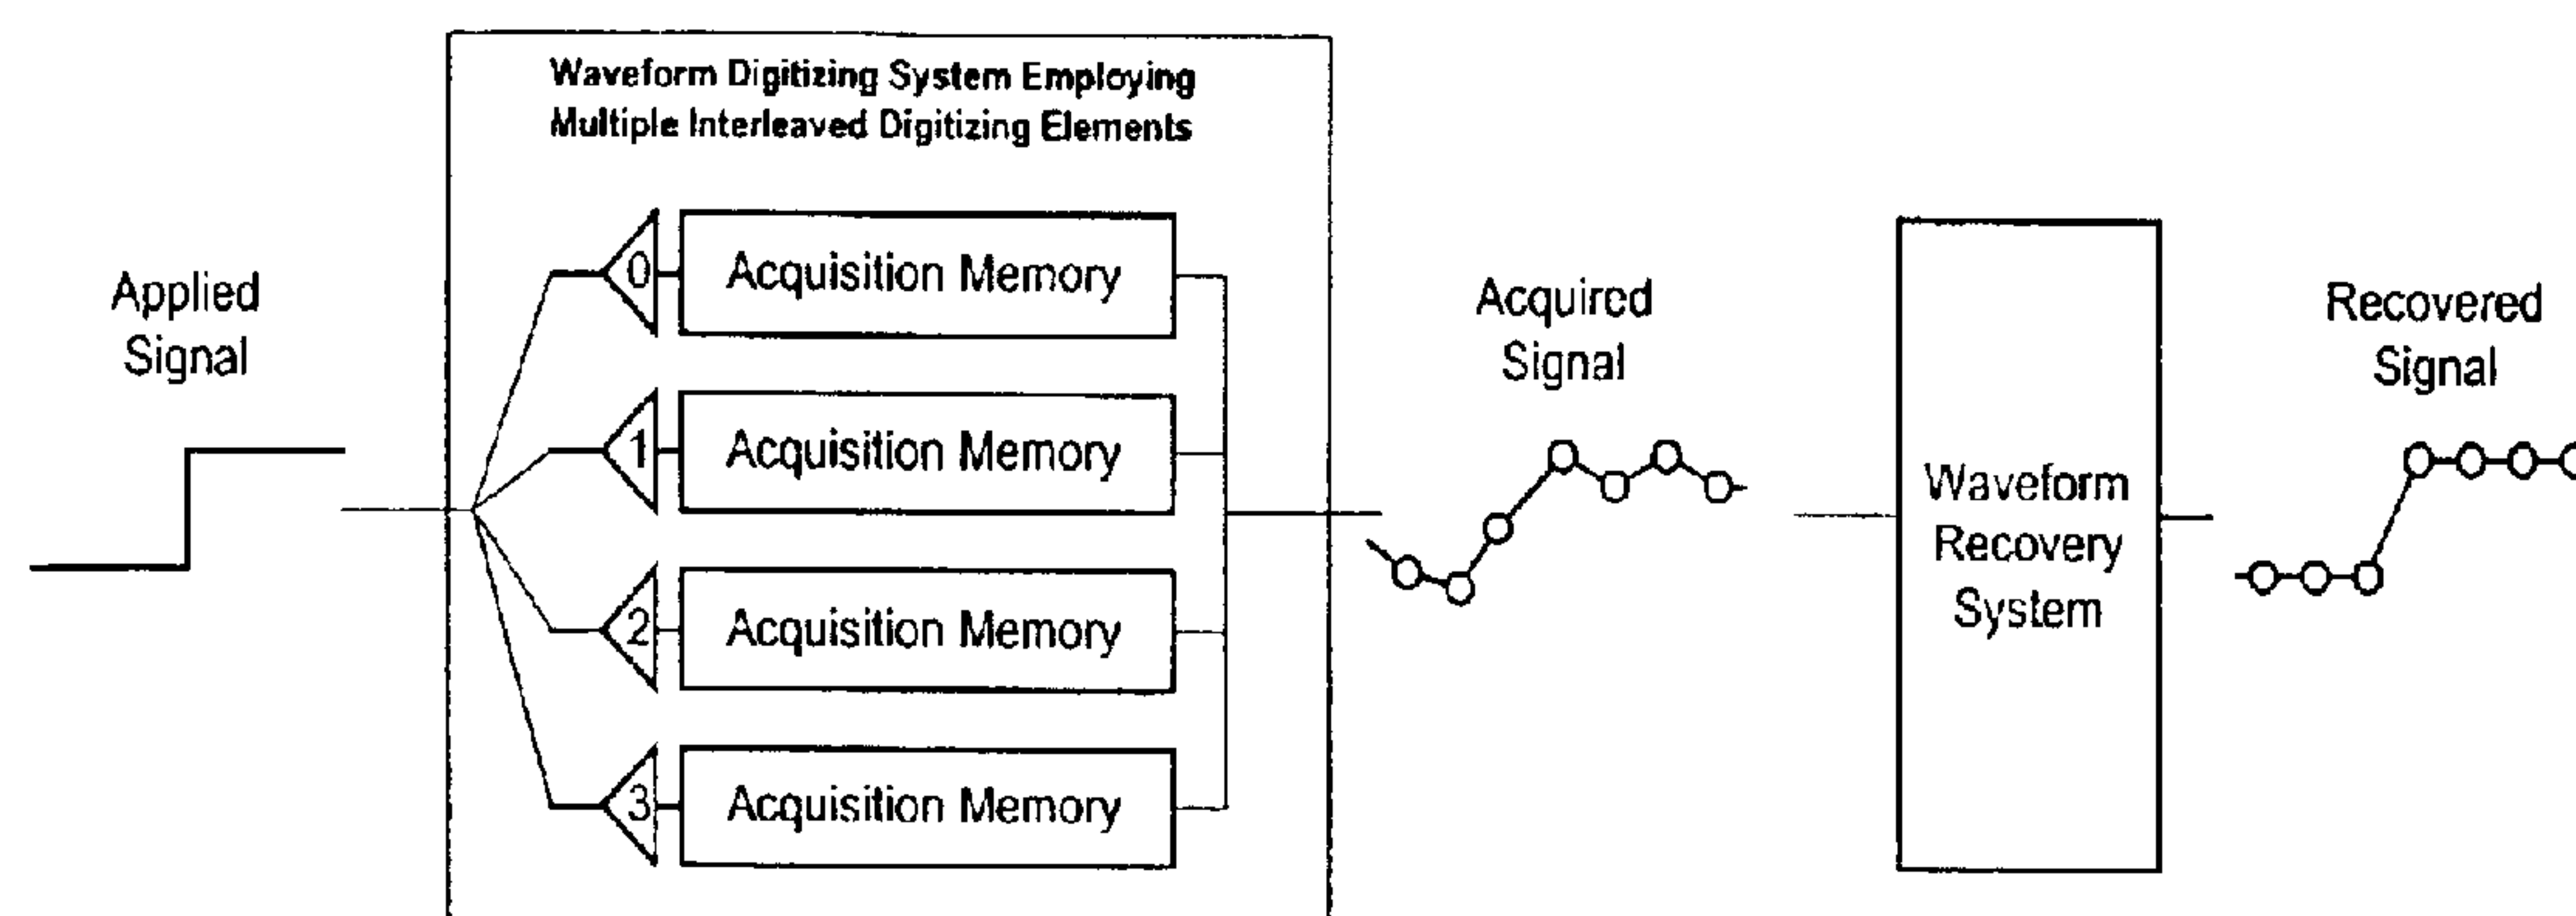 Waveform Digitizing System Employing
Multiple Interleaved Digitizing Elements
Applied
Signal
0
Acquisition Memory
1
Acquisition Memory
2
Acquisition Memory
3
Acquisition Memory
Acquired
Signal
Waveform
Recovery
System
Recovered
Signal